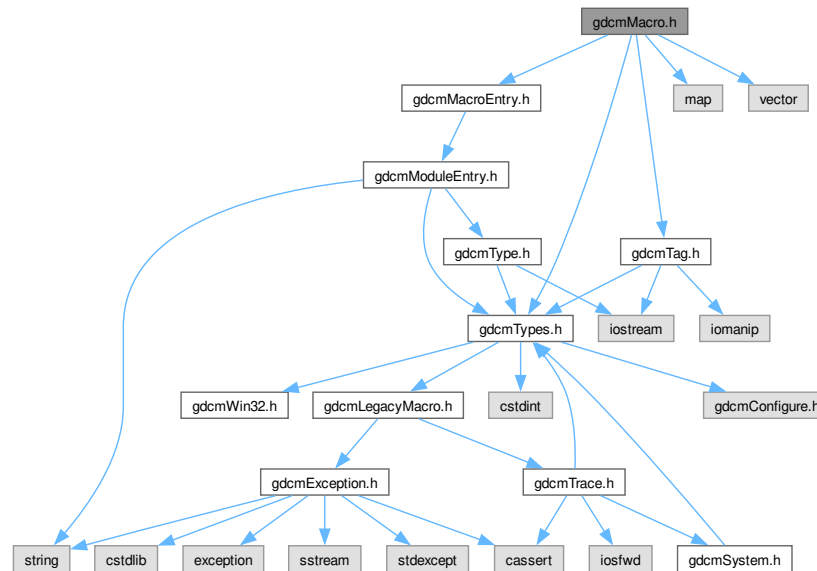 gdcmMacro.h
gdcmMacroEntry.h
map
vector
gdcmModuleEntry.h
gdcmType.h
gdcmTag.h
gdcmTypes.h
iostream
iomanip
gdcmWin32.h
gdcmLegacyMacro.h
cstdint
gdcmConfigure.h
gdcmException.h
gdcmTrace.h
string
cstdlib
exception
sstream
stdexcept
cassert
iosfwd
gdcmSystem.h